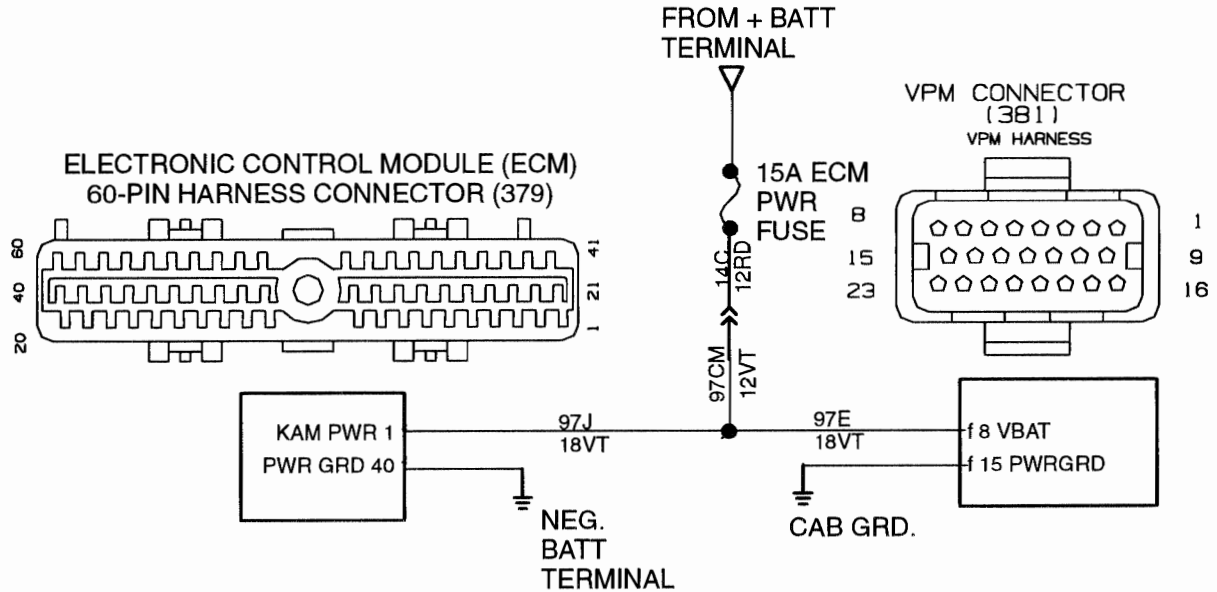 FROM + BATT
TERMINAL
VPM CONNECTOR
(381)
VPM HARNESS
ELECTRONIC CONTROL MODULE (ECM)
60-PIN HARNESS CONNECTOR (379)
15A ECM
PWR
FUSE
60
41
40
21
20
1
8
1
15
9
23
16
14C
12RD
97CM
12VT
KAM PWR 1
PWR GRD 40
97J
18VT
97E
18VT
f 8 VBAT
f 15 PWRGRD
NEG.
BATT
TERMINAL
CAB GRD.